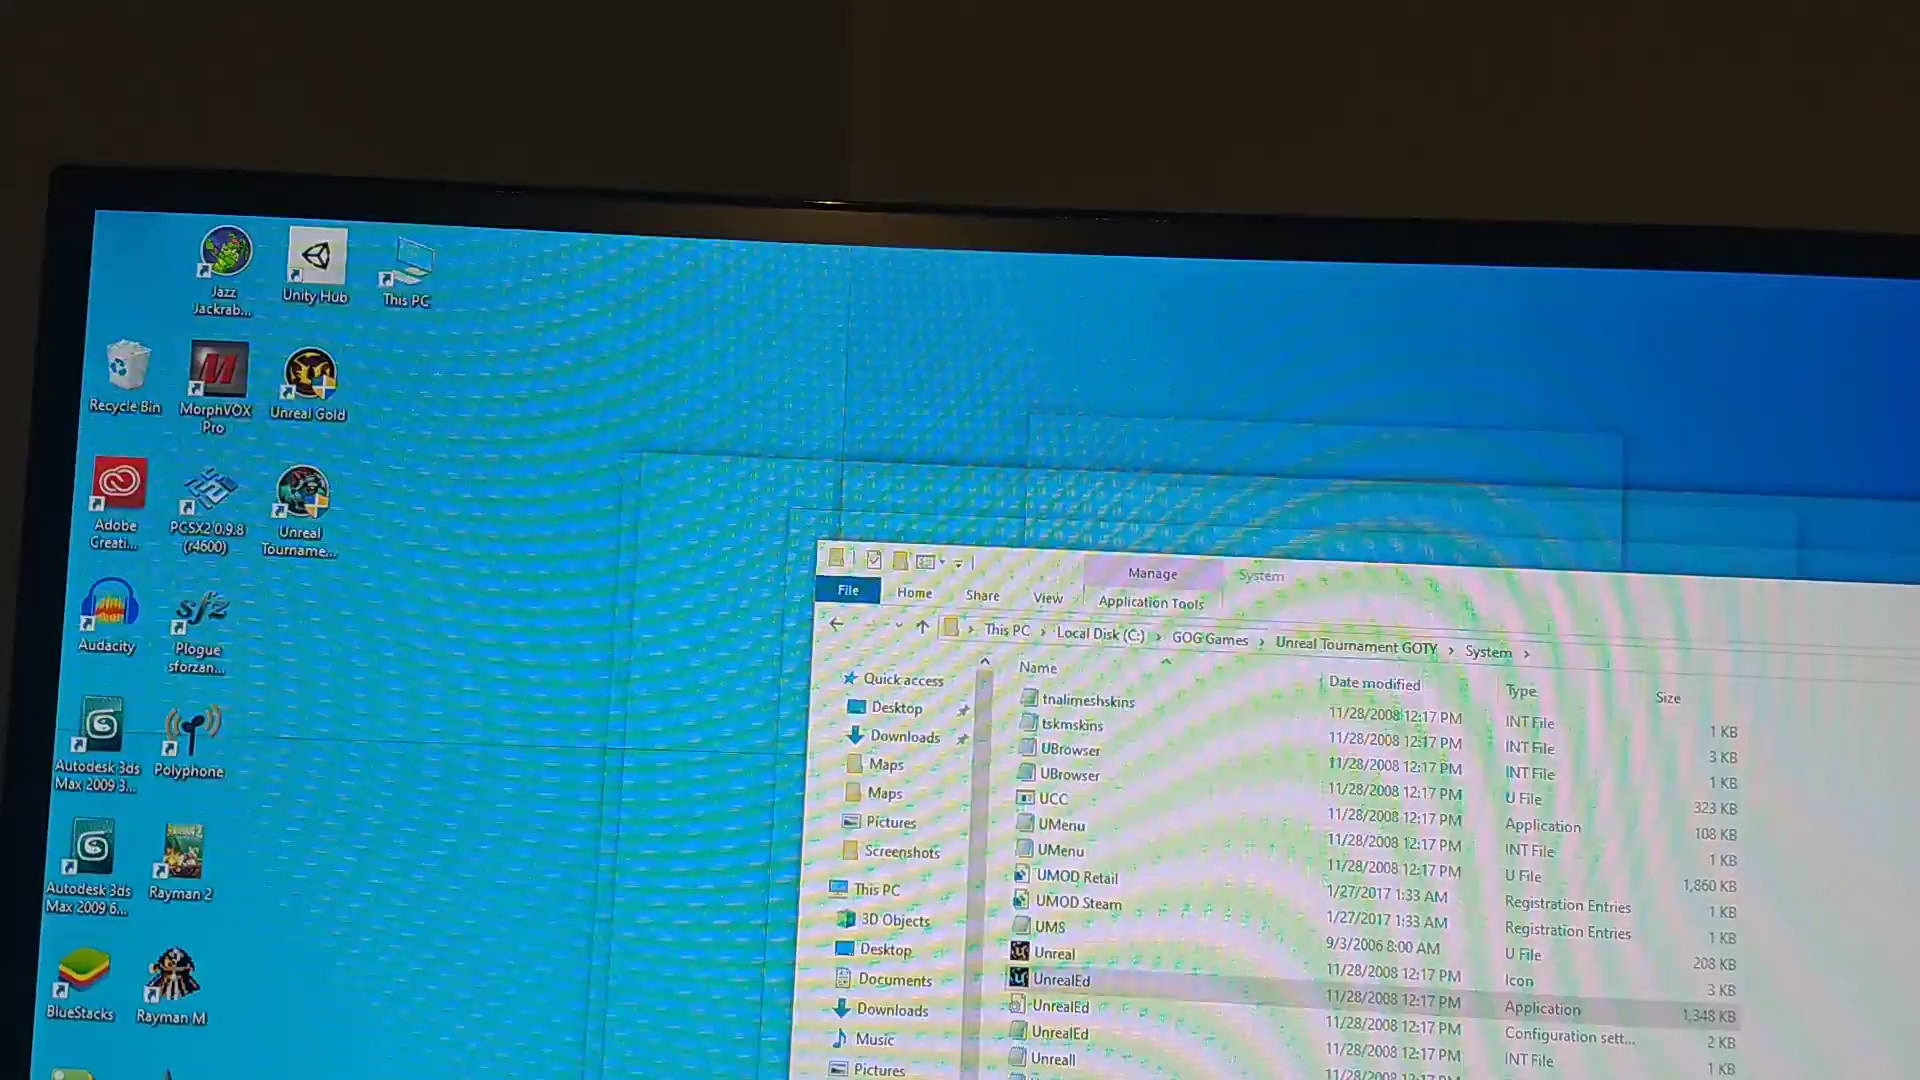 Jazz
Jackrab...
Unity Hub
This PC
Recycle Bin
MorphVOX
Pro
Unreal Gold
Adobe
Creati...
PCSX2 0.9.8
(r4600)
Unreal
Tourname...
Audacity
sfz
Plogue
sforzan...
Autodesk 3ds
Max 2009 3...
Polyphone
Autodesk 3ds
Max 2009 6...
Rayman 2
BlueStacks
Rayman M
Manage
System
File
Home
Share
View
Application Tools
This PC > Local Disk (C:) > GOG Games > Unreal Tournament GOTY > System >
Quick access
Desktop
Downloads
Maps
Maps
Pictures
Screenshots
This PC
3D Objects
Desktop
Documents
Downloads
Music
Pictures
Name Date modified Type Size
tnalimeshskins 11/28/2008 12:17 PM INT File 1 KB
tskmskins 11/28/2008 12:17 PM INT File 3 KB
UBrowser 11/28/2008 12:17 PM INT File 1 KB
UBrowser 11/28/2008 12:17 PM U File 323 KB
UCC 11/28/2008 12:17 PM Application 108 KB
UMenu 11/28/2008 12:17 PM INT File 1 KB
UMenu 11/28/2008 12:17 PM U File 1,860 KB
UMOD Retail 1/27/2017 1:33 AM Registration Entries 1 KB
UMOD Steam 1/27/2017 1:33 AM Registration Entries 1 KB
UMS 9/3/2006 8:00 AM U File 208 KB
Unreal 11/28/2008 12:17 PM Icon 3 KB
UnrealEd 11/28/2008 12:17 PM Application 1,348 KB
UnrealEd 11/28/2008 12:17 PM Configuration sett... 2 KB
UnrealEd 11/28/2008 12:17 PM INT File 1 KB
UnrealI